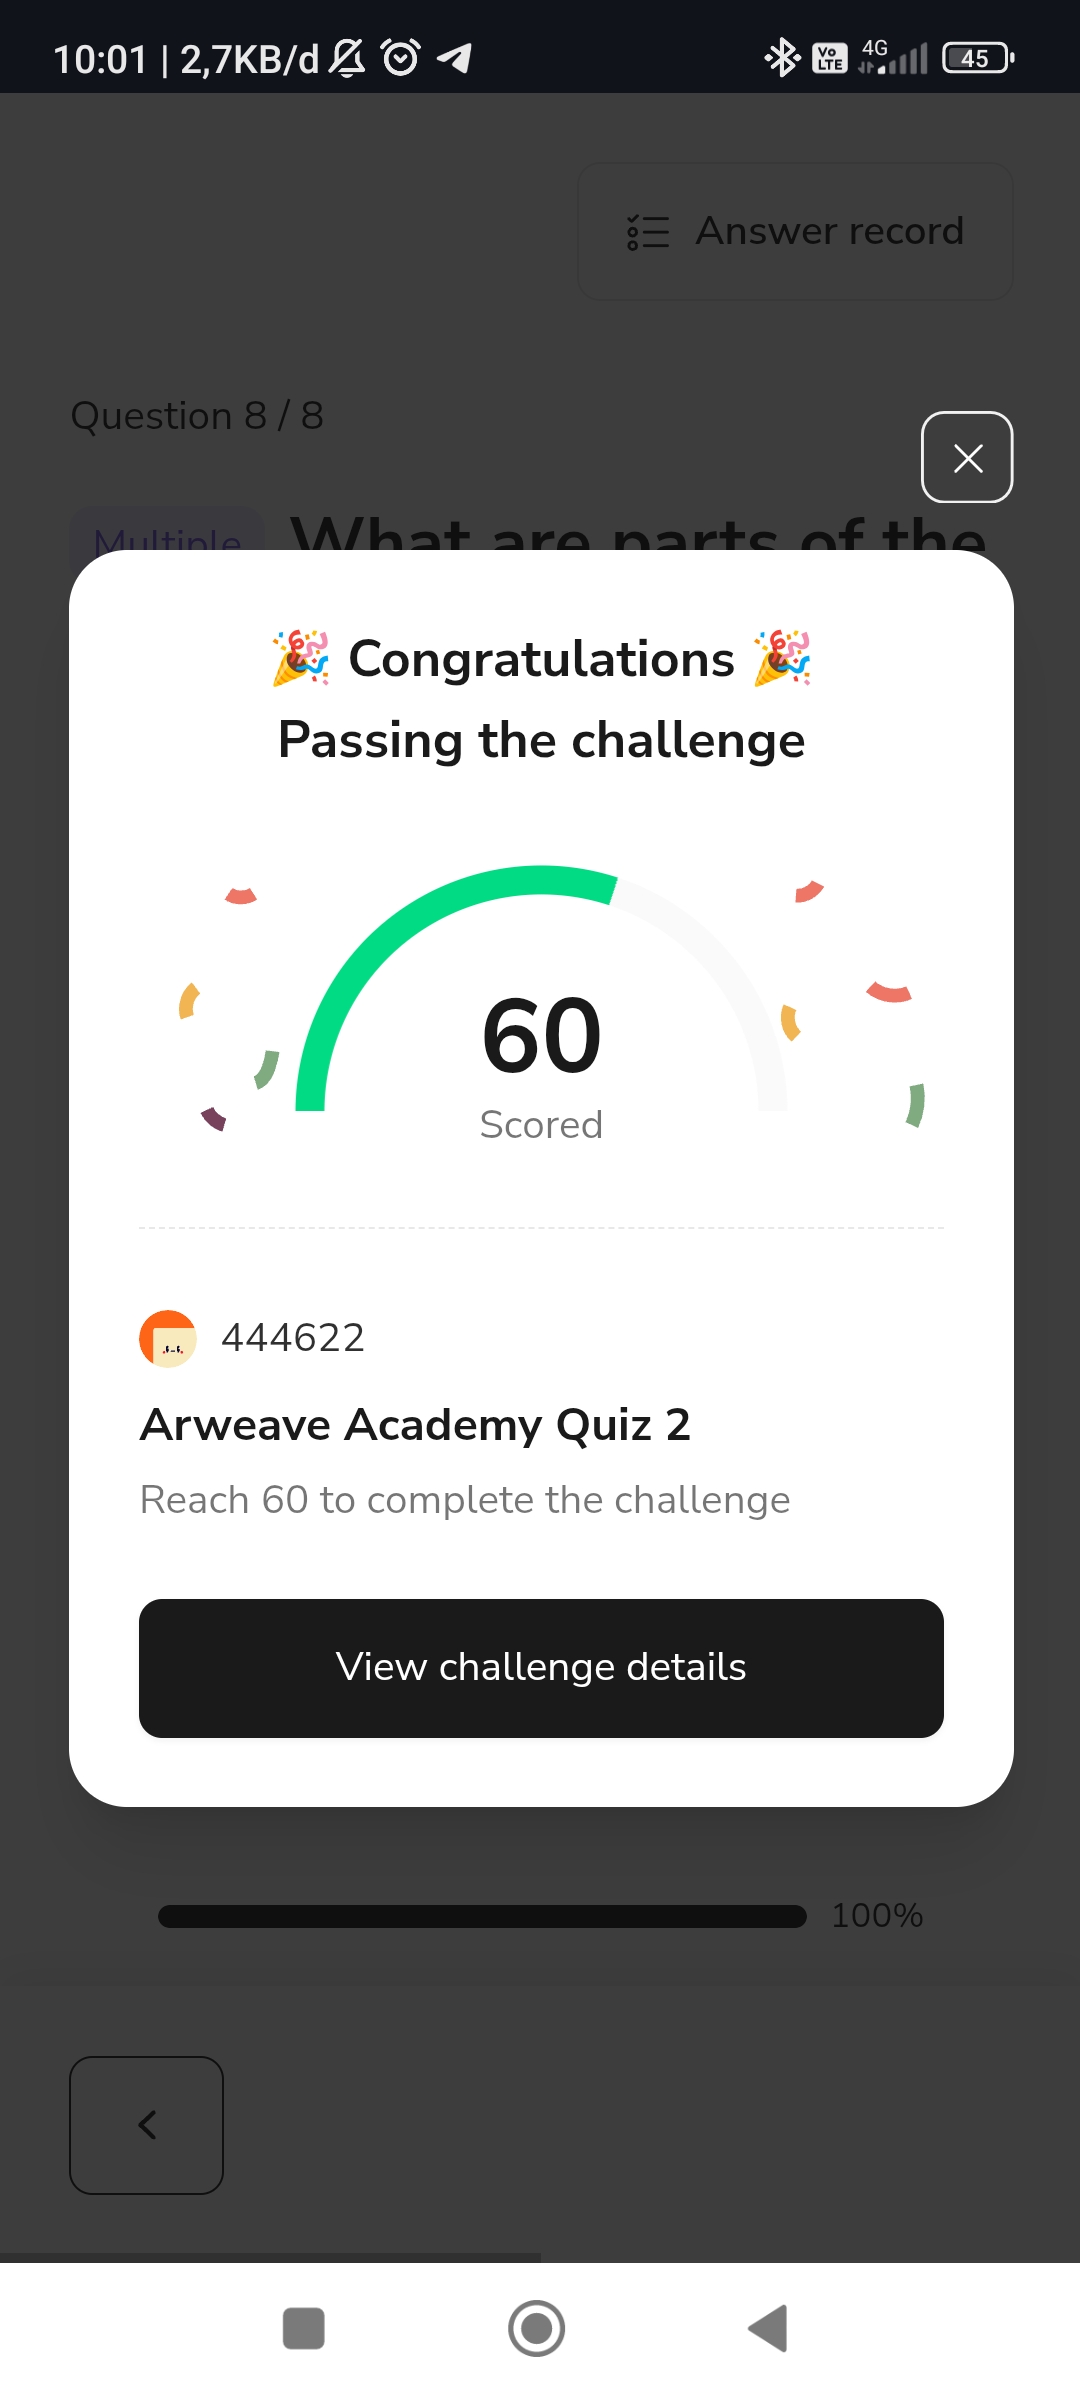 10:01 | 2,7KB/d
Vo LTE 4G 45
Answer record
Question 8 / 8
Multiple What are parts of the
🎉 Congratulations 🎉
Passing the challenge
60
Scored
444622
Arweave Academy Quiz 2
Reach 60 to complete the challenge
View challenge details
100%